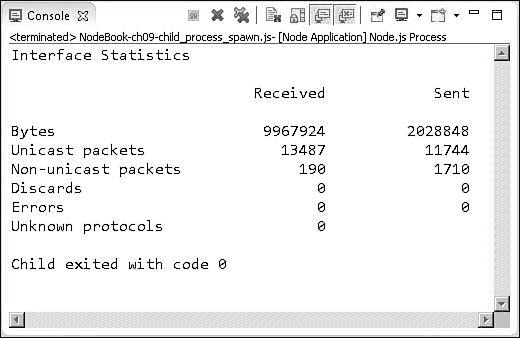 Console
<terminated> NodeBook-ch09-child_process_spawn.js- [Node Application] Node.js Process
Interface Statistics
Received Sent
Bytes 9967924 2028848
Unicast packets 13487 11744
Non-unicast packets 190 1710
Discards 0 0
Errors 0 0
Unknown protocols 0
Child exited with code 0